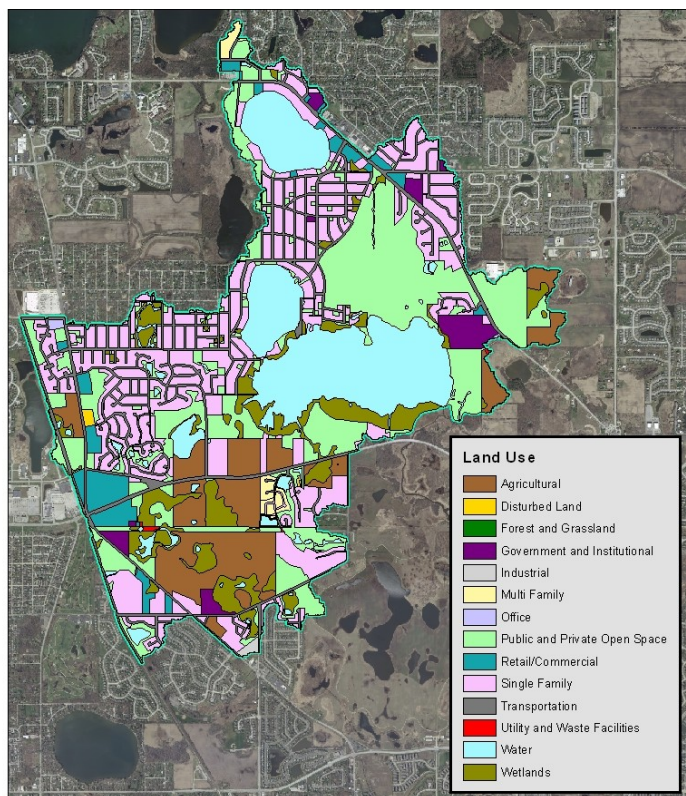 Land Use
Agricultural
Disturbed Land
Forest and Grassland
Government and Institutional
Industrial
Multi Family
Office
Public and Private Open Space
Retail/Commercial
Single Family
Transportation
Utility and Waste Facilities
Water
Wetlands